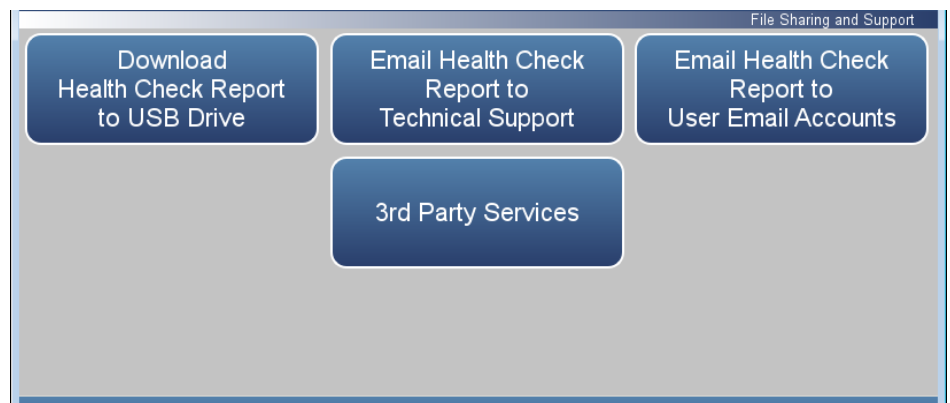 File Sharing and Support
Download
Health Check Report
to USB Drive
Email Health Check
Report to
Technical Support
Email Health Check
Report to
User Email Accounts
3rd Party Services